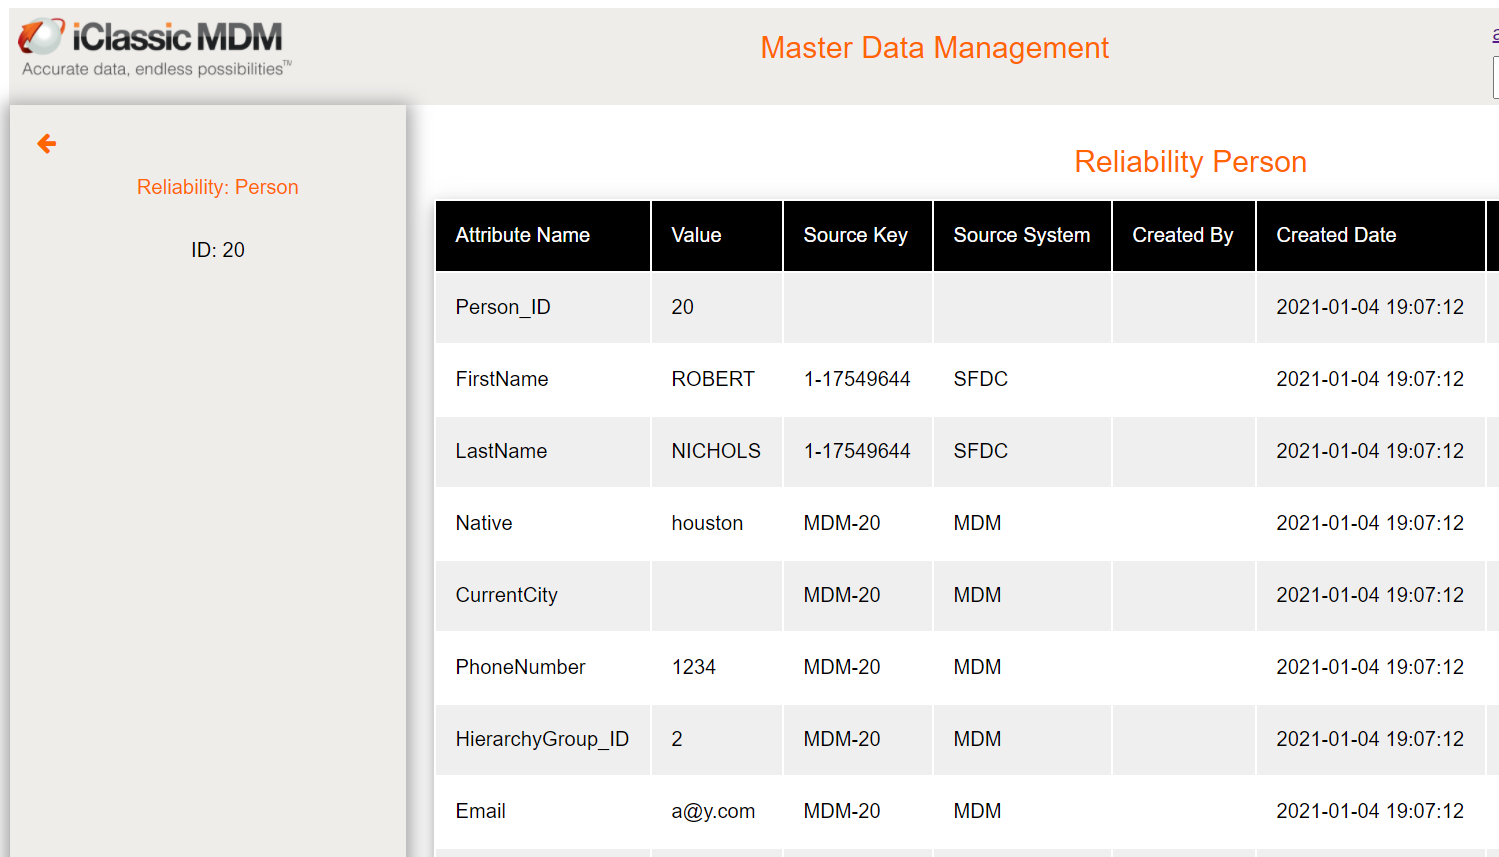 iClassic MDM
Accurate data, endless possibilities™
Master Data Management
Reliability: Person
ID: 20
Reliability Person
Attribute Name Value Source Key Source System Created By Created Date
Person_ID 20 2021-01-04 19:07:12
FirstName ROBERT 1-17549644 SFDC 2021-01-04 19:07:12
LastName NICHOLS 1-17549644 SFDC 2021-01-04 19:07:12
Native houston MDM-20 MDM 2021-01-04 19:07:12
CurrentCity MDM-20 MDM 2021-01-04 19:07:12
PhoneNumber 1234 MDM-20 MDM 2021-01-04 19:07:12
HierarchyGroup_ID 2 MDM-20 MDM 2021-01-04 19:07:12
Email a@y.com MDM-20 MDM 2021-01-04 19:07:12